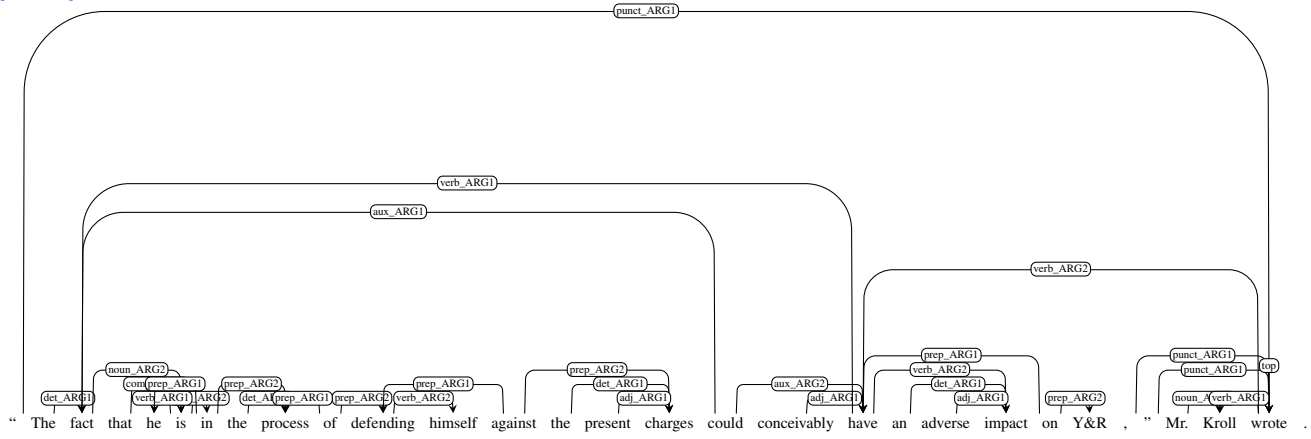 punct_ARG1
verb_ARG1
aux_ARG1
verb_ARG2
prep_ARG1
punct_ARG1
top
noun_ARG2
prep_ARG2
verb_ARG2
punct_ARG1
prep_ARG1
prep_ARG2
prep_ARG1
det_ARG1
aux_ARG2
det_ARG1
det_ARG1
verb_ARG1
prep_ARG1
prep_ARG2
verb_ARG2
adj_ARG1
adj_ARG1
adj_ARG1
prep_ARG2
verb_ARG1
“ The fact that he is in the process of defending himself against the present charges could conceivably have an adverse impact on Y&R , ” Mr. Kroll wrote .